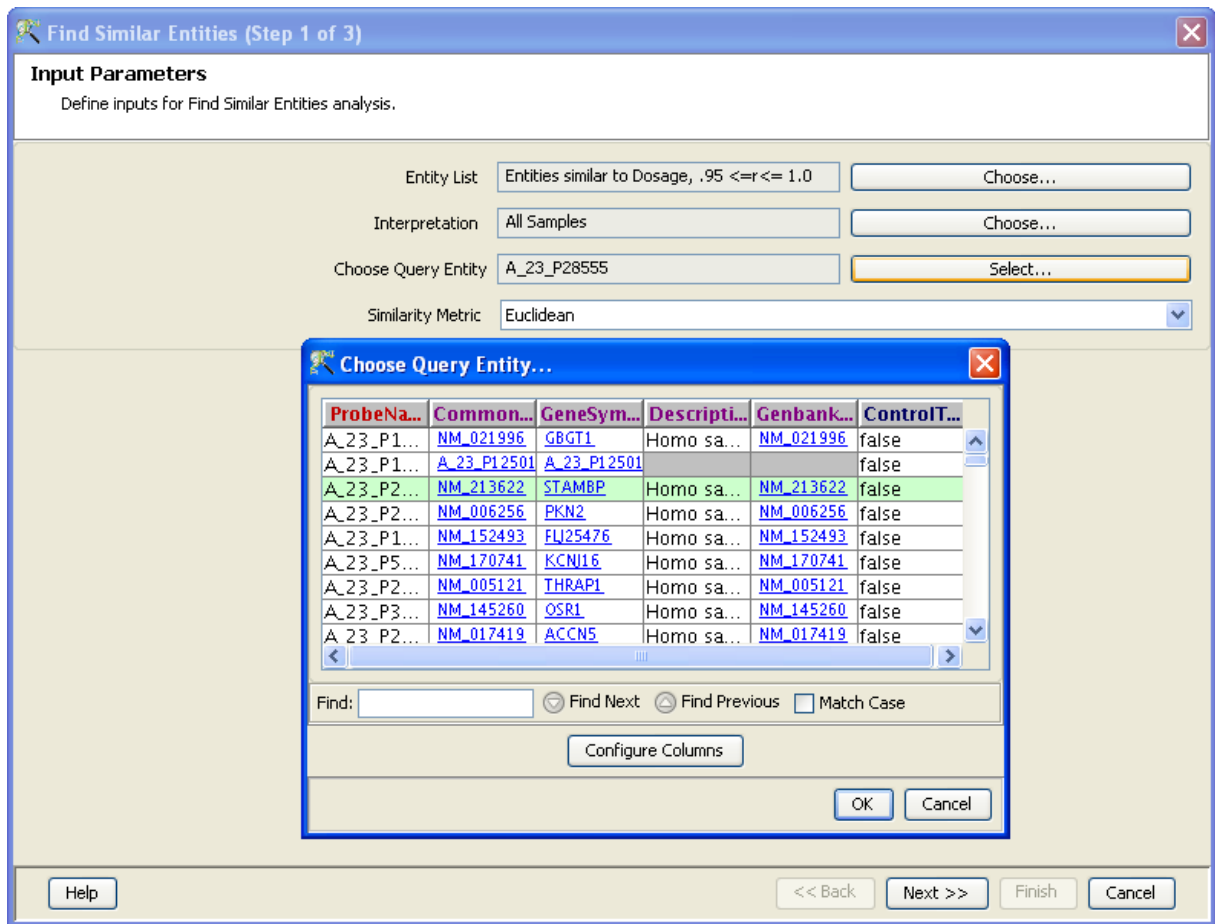 Find Similar Entities (Step 1 of 3)
Input Parameters
Define inputs for Find Similar Entities analysis.
Entity List Entities similar to Dosage, .95 <=r<= 1.0 Choose...
Interpretation All Samples Choose...
Choose Query Entity A_23_P28555 Select...
Similarity Metric Euclidean
Choose Query Entity...
ProbeNa... Common... GeneSym... Descripti... Genbank... ControlT...
A_23_P1... NM_021996 GBGT1 Homo sa... NM_021996 false
A_23_P1... A_23_P12501 A_23_P12501 false
A_23_P2... NM_213622 STAMBP Homo sa... NM_213622 false
A_23_P2... NM_006256 PKN2 Homo sa... NM_006256 false
A_23_P1... NM_152493 FLJ25476 Homo sa... NM_152493 false
A_23_P5... NM_170741 KCNJ16 Homo sa... NM_170741 false
A_23_P2... NM_005121 THRAP1 Homo sa... NM_005121 false
A_23_P3... NM_145260 OSR1 Homo sa... NM_145260 false
A_23_P2... NM_017419 ACCN5 Homo sa... NM_017419 false
Find: Find Next Find Previous Match Case
Configure Columns
OK Cancel
Help << Back Next >> Finish Cancel